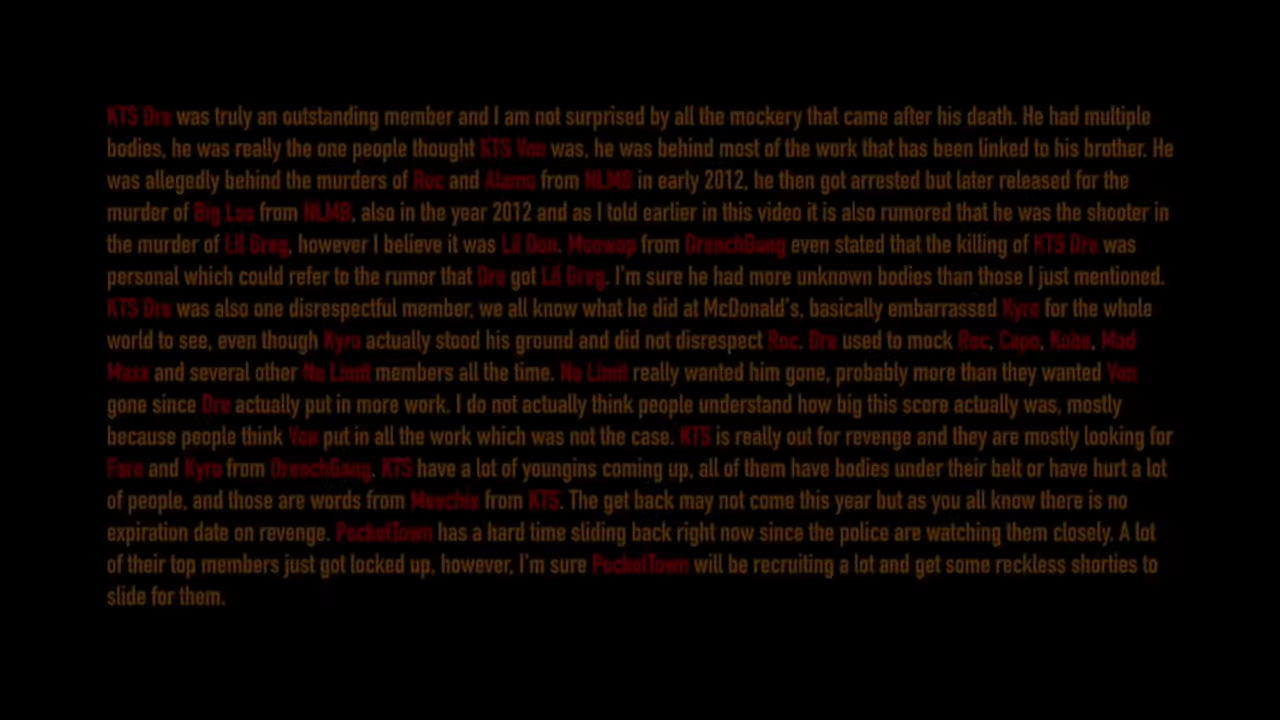 KTS Dre was truly an outstanding member and I am not surprised by all the mockery that came after his death. He had multiple
bodies, he was really the one people thought KTS Von was, he was behind most of the work that has been linked to his brother. He
was allegedly behind the murders of Roc and Alamo from NLMB in early 2012, he then got arrested but later released for the
murder of Big Law from NLMB, also in the year 2012 and as I told earlier in this video it is also rumored that he was the shooter in
the murder of Lil Greg, however I believe it was Lil Don. Moowop from DrenchGang even stated that the killing of KTS Dre was
personal which could refer to the rumor that Dre got Lil Greg. I'm sure he had more unknown bodies than those I just mentioned.
KTS Dre was also one disrespectful member, we all know what he did at McDonald's, basically embarrassed Kyro for the whole
world to see, even though Kyro actually stood his ground and did not disrespect Roc. Dre used to mock Roc, Capo, Kobe, Mad
Maxx and several other No Limit members all the time. No Limit really wanted him gone, probably more than they wanted Von
gone since Dre actually put in more work. I do not actually think people understand how big this score actually was, mostly
because people think Von put in all the work which was not the case. KTS is really out for revenge and they are mostly looking for
and Kyro from DrenchGang. KTS have a lot of youngins coming up, all of them have bodies under their belt or have hurt a lot
of people, and those are words from Meechie from KTS. The get back may not come this year but as you all know there is no
expiration date on revenge. PocketTown has a hard time sliding back right now since the police are watching them closely. A lot
of their top members just got locked up, however, I'm sure PocketTown will be recruiting a lot and get some reckless shorties to
slide for them.